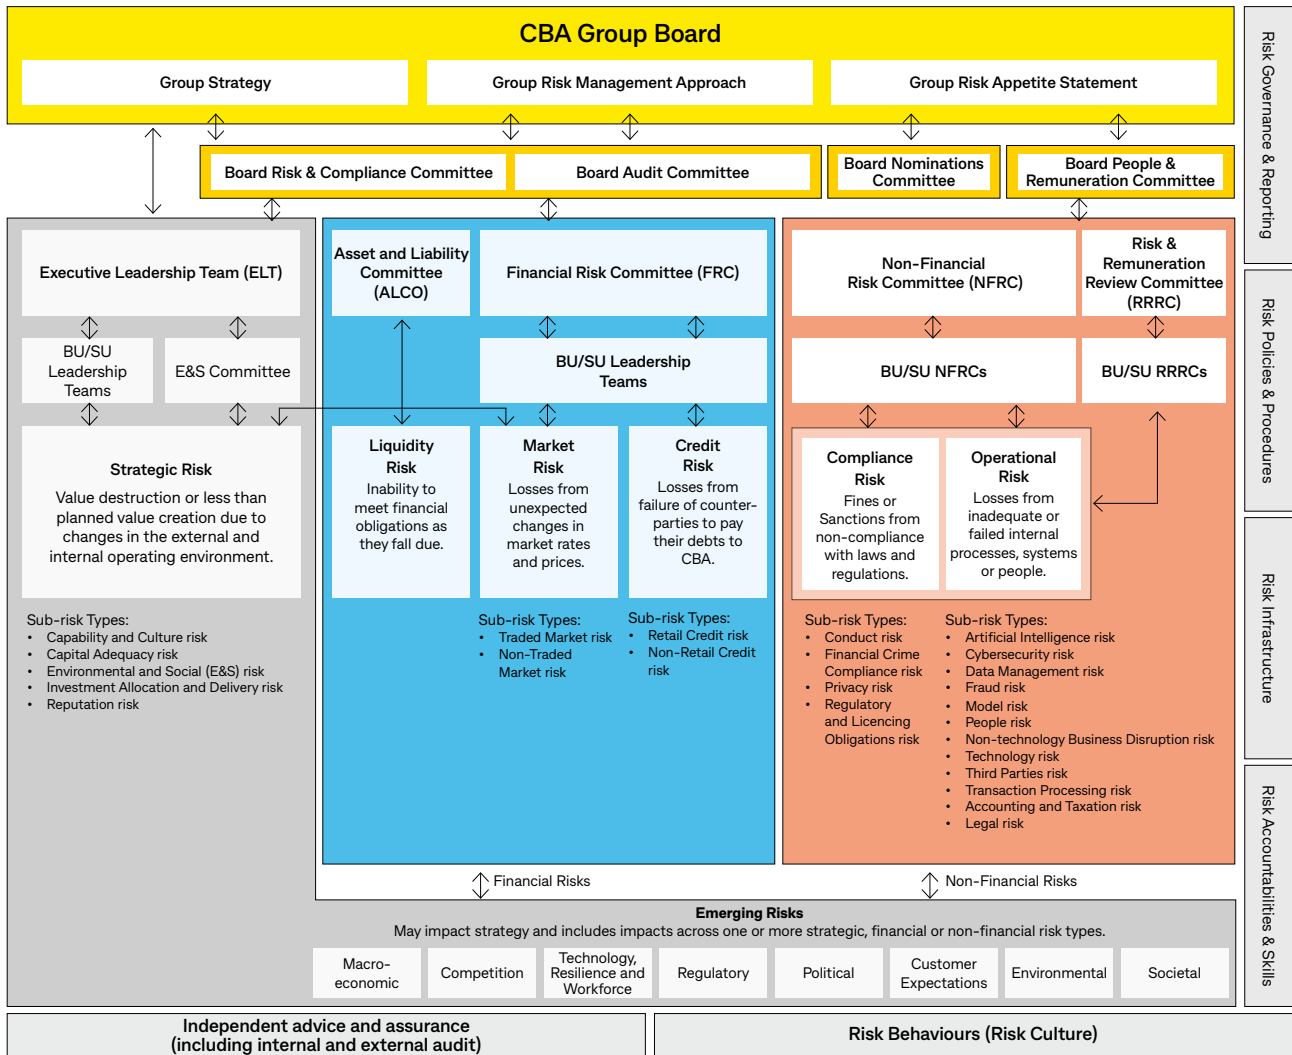 CBA Group Board
Group Strategy
Group Risk Management Approach
Group Risk Appetite Statement
Board Risk & Compliance Committee
Board Audit Committee
Board Nominations
Committee
Board People &
Remuneration Committee
Executive Leadership Team (ELT)
BU/SU
Leadership
Teams
E&S Committee
Strategic Risk
Value destruction or less than
planned value creation due to
changes in the external and
internal operating environment.
Sub-risk Types:
• Capability and Culture risk
• Capital Adequacy risk
• Environmental and Social (E&S) risk
• Investment Allocation and Delivery risk
• Reputation risk
Asset and Liability
Committee
(ALCO)
Financial Risk Committee (FRC)
BU/SU Leadership
Teams
Liquidity
Risk
Inability to
meet financial
obligations as
they fall due.
Market
Risk
Losses from
unexpected
changes in
market rates
and prices.
Credit
Risk
Losses from
failure of counter-
parties to pay
their debts to
CBA.
Sub-risk Types:
• Traded Market risk
• Non-Traded
Market risk
Sub-risk Types:
• Retail Credit risk
• Non-Retail Credit
risk
Non-Financial
Risk Committee (NFRC)
Risk &
Remuneration
Review Committee
(RRRC)
BU/SU NFRCs
BU/SU RRRCs
Compliance
Risk
Fines or
Sanctions from
non-compliance
with laws and
regulations.
Operational
Risk
Losses from
inadequate or
failed internal
processes, systems
or people.
Sub-risk Types:
• Conduct risk
• Financial Crime
Compliance risk
• Privacy risk
• Regulatory
and Licencing
Obligations risk
Sub-risk Types:
• Artificial Intelligence risk
• Cybersecurity risk
• Data Management risk
• Fraud risk
• Model risk
• People risk
• Non-technology Business Disruption risk
• Technology risk
• Third Parties risk
• Transaction Processing risk
• Accounting and Taxation risk
• Legal risk
Financial Risks
Non-Financial Risks
Emerging Risks
May impact strategy and includes impacts across one or more strategic, financial or non-financial risk types.
Macro-
economic
Competition
Technology,
Resilience and
Workforce
Regulatory
Political
Customer
Expectations
Environmental
Societal
Independent advice and assurance
(including internal and external audit)
Risk Behaviours (Risk Culture)
Risk Governance & Reporting
Risk Policies & Procedures
Risk Infrastructure
Risk Accountabilities & Skills